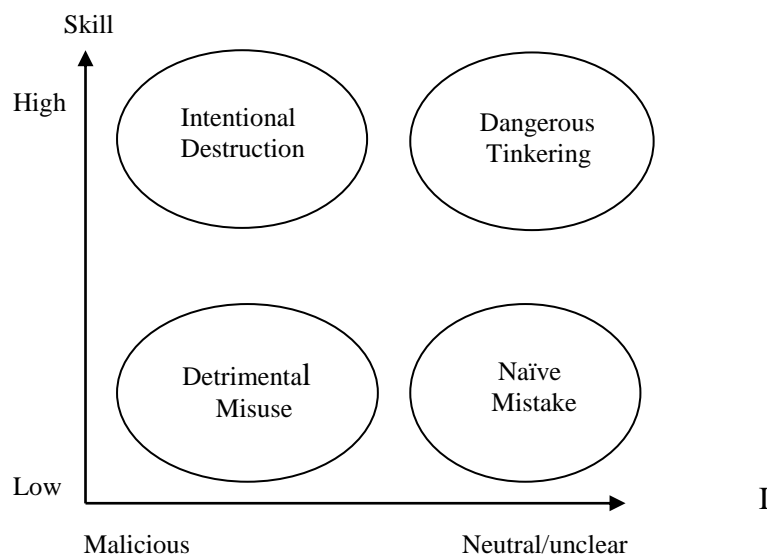 Skill
High
Intentional
Destruction
Dangerous
Tinkering
Detrimental
Misuse
Naïve
Mistake
Low
Malicious
Neutral/unclear